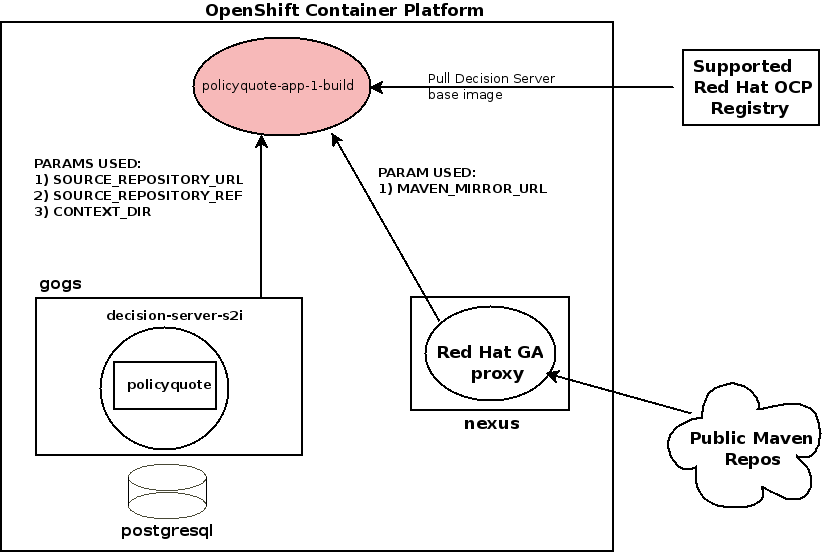 OpenShift Container Platform
policyquote-app-1-build
Pull Decision Server
base image
Supported
Red Hat OCP
Registry
PARAMS USED:
1) SOURCE_REPOSITORY_URL
2) SOURCE_REPOSITORY_REF
3) CONTEXT_DIR
PARAM USED:
1) MAVEN_MIRROR_URL
gogs
decision-server-s2i
policyquote
Red Hat GA
proxy
nexus
Public Maven
Repos
postgresql